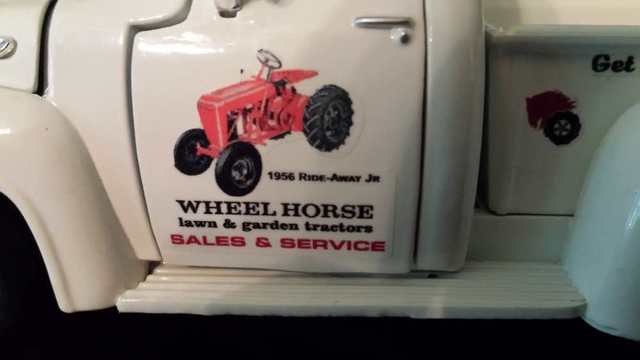 Get
1956 Ride-Away Jr
WHEEL HORSE
lawn & garden tractors
SALES & SERVICE